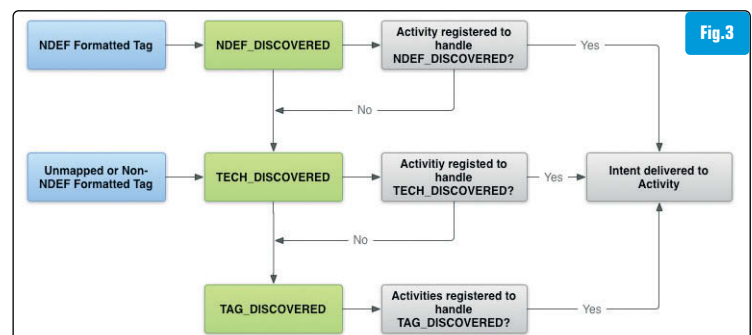 Fig.3
NDEF Formatted Tag
NDEF_DISCOVERED
Activity registered to
handle
NDEF_DISCOVERED?
Yes
No
Unmapped or Non-
NDEF Formatted Tag
TECH_DISCOVERED
Activitiy registed to
handle
TECH_DISCOVERED?
Yes
Intent delivered to
Activity
No
TAG_DISCOVERED
Activities registered to
handle
TAG_DISCOVERED?
Yes